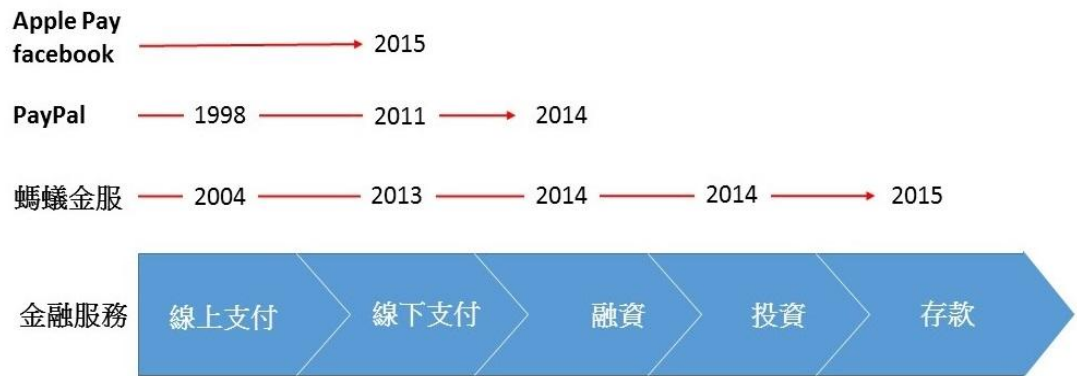 Apple Pay
facebook
2015
PayPal 1998 2011 2014
螞蟻金服 2004 2013 2014 2014 2015
金融服務 線上支付 線下支付 融資 投資 存款